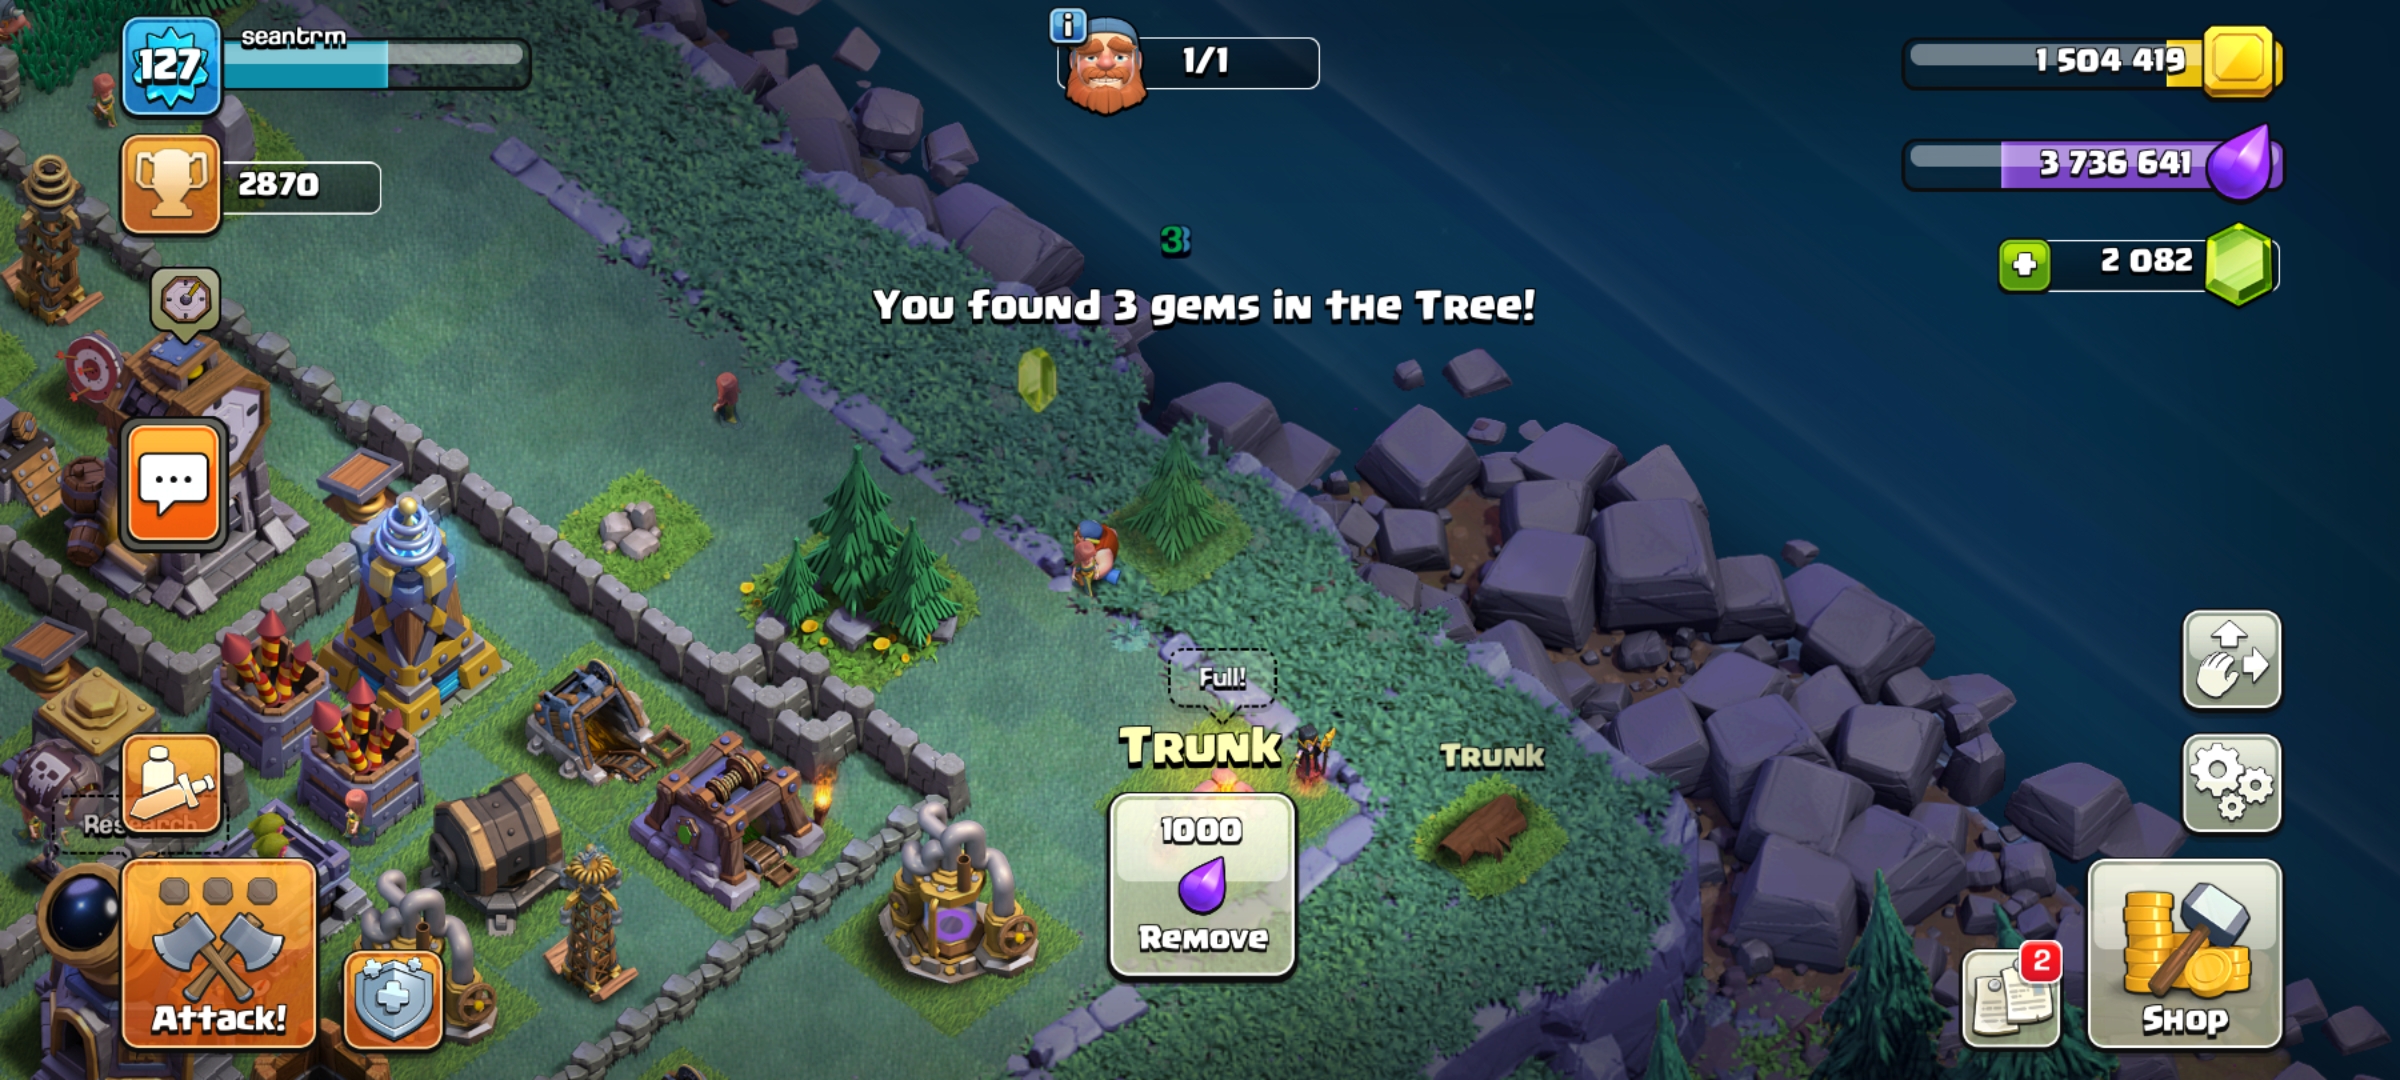 127
seantrm
1/1
1 504 419
2870
3 736 641
3
2 082
You found 3 gems in the Tree!
Full!
Trunk
Trunk
1000
Remove
Research
Attack!
2
Shop